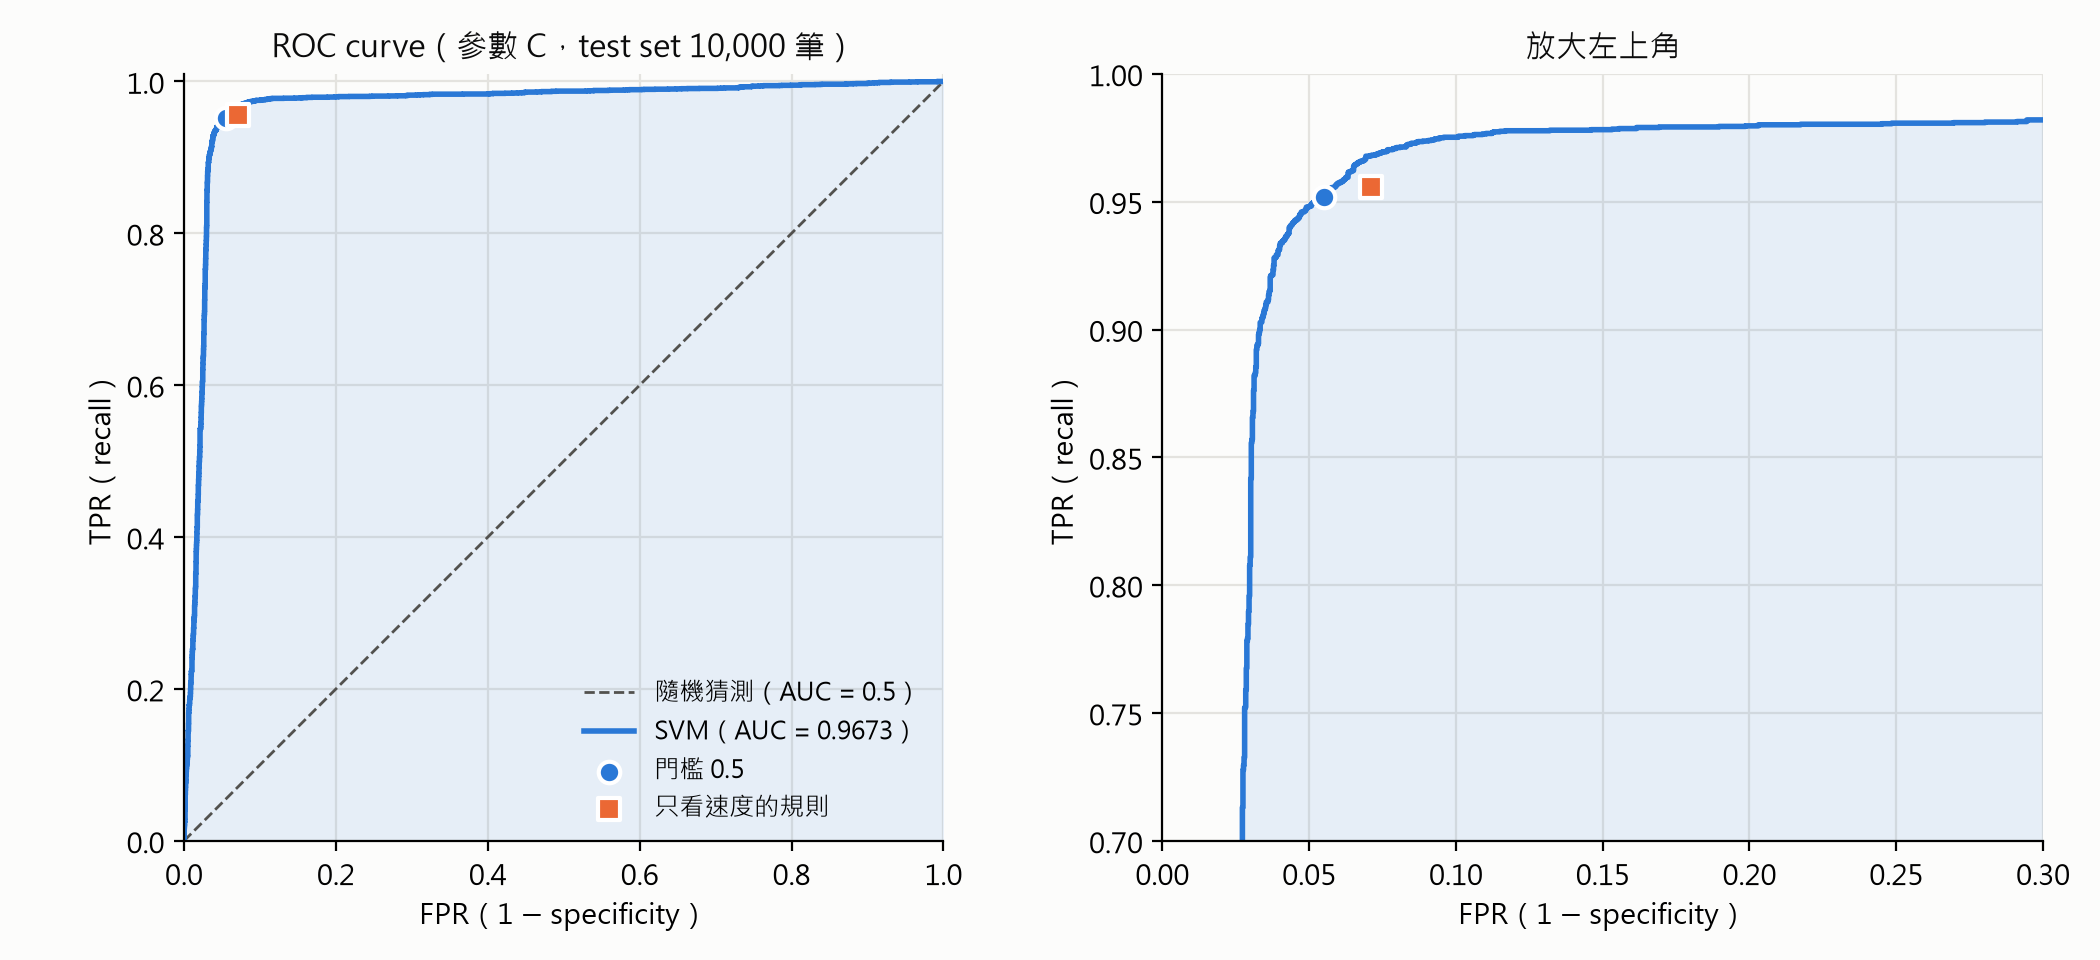 ROC curve（參數 C，test set 10,000 筆）
1.0
0.8
0.6
0.4
0.2
0.0
TPR（recall）
0.0 0.2 0.4 0.6 0.8 1.0
FPR（1 − specificity）
隨機猜測（AUC = 0.5）
SVM（AUC = 0.9673）
門檻 0.5
只看速度的規則
放大左上角
1.00
0.95
0.90
0.85
0.80
0.75
0.70
TPR（recall）
0.00 0.05 0.10 0.15 0.20 0.25 0.30
FPR（1 − specificity）